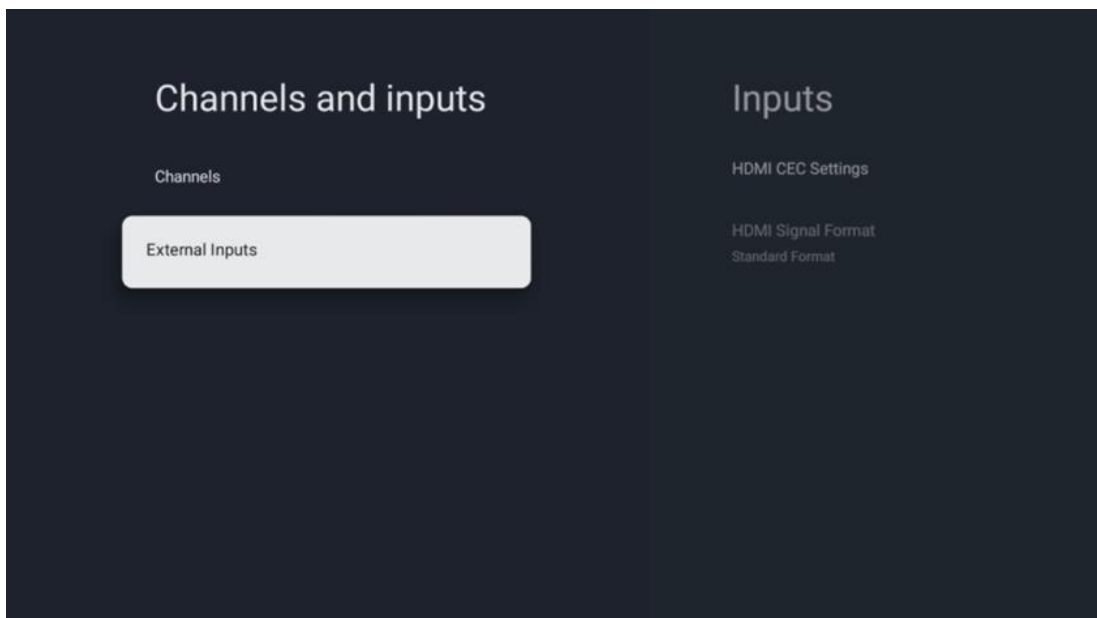 Channels and inputs
Channels
External Inputs
Inputs
HDMI CEC Settings
HDMI Signal Format
Standard Format